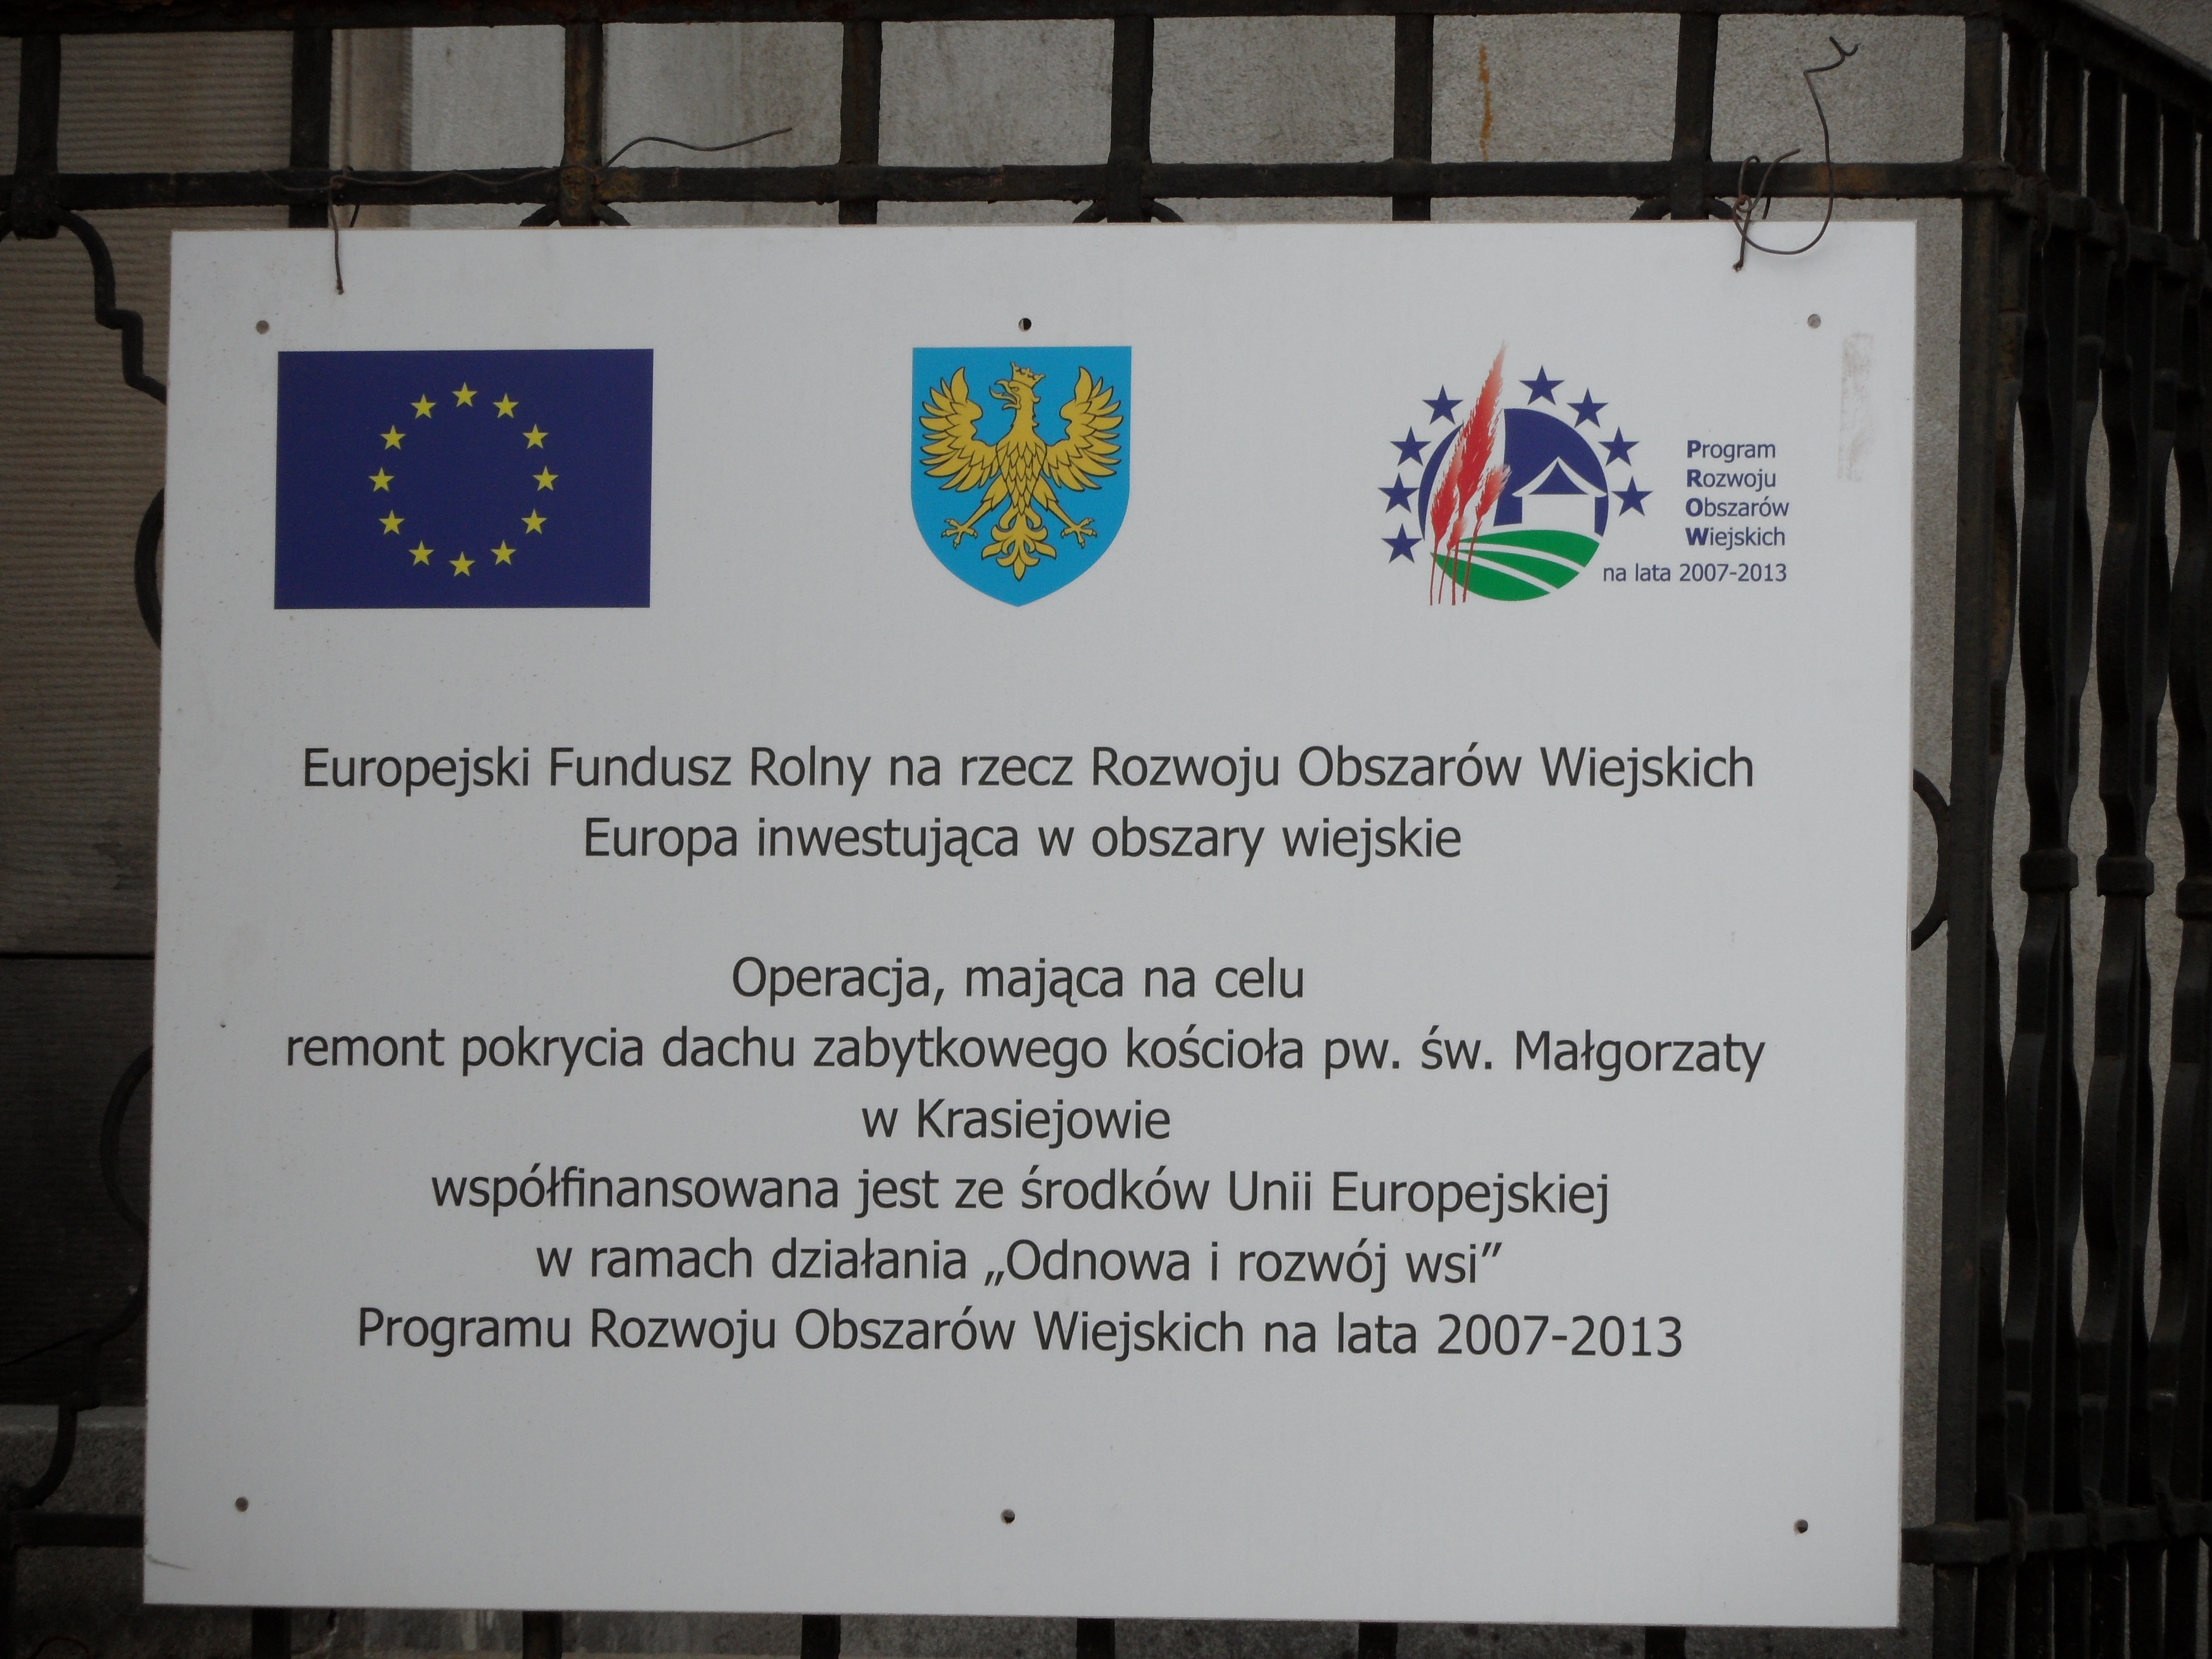 Program
Rozwoju
Obszarów
Wiejskich
na lata 2007-2013
Europejski Fundusz Rolny na rzecz Rozwoju Obszarów Wiejskich
Europa inwestująca w obszary wiejskie
Operacja, mająca na celu
remont pokrycia dachu zabytkowego kościoła pw. św. Małgorzaty
w Krasiejowie
współfinansowana jest ze środków Unii Europejskiej
w ramach działania „Odnowa i rozwój wsi”
Programu Rozwoju Obszarów Wiejskich na lata 2007-2013